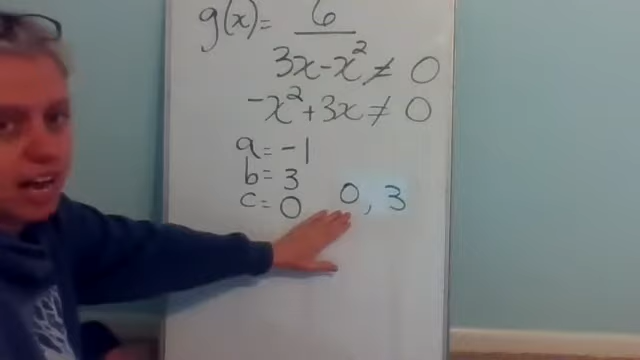 g(x) = 6
3x - x² ≠ 0
-x² + 3x ≠ 0
a = -1
b = 3
c = 0
0, 3